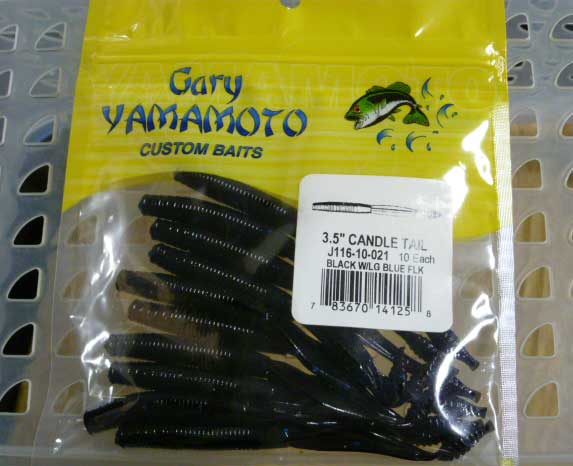 Gary
YAMAMOTO
CUSTOM BAITS
3.5" CANDLE TAIL
J116-10-021 10 Each
BLACK W/LG BLUE FLK
7 83670 14125 8